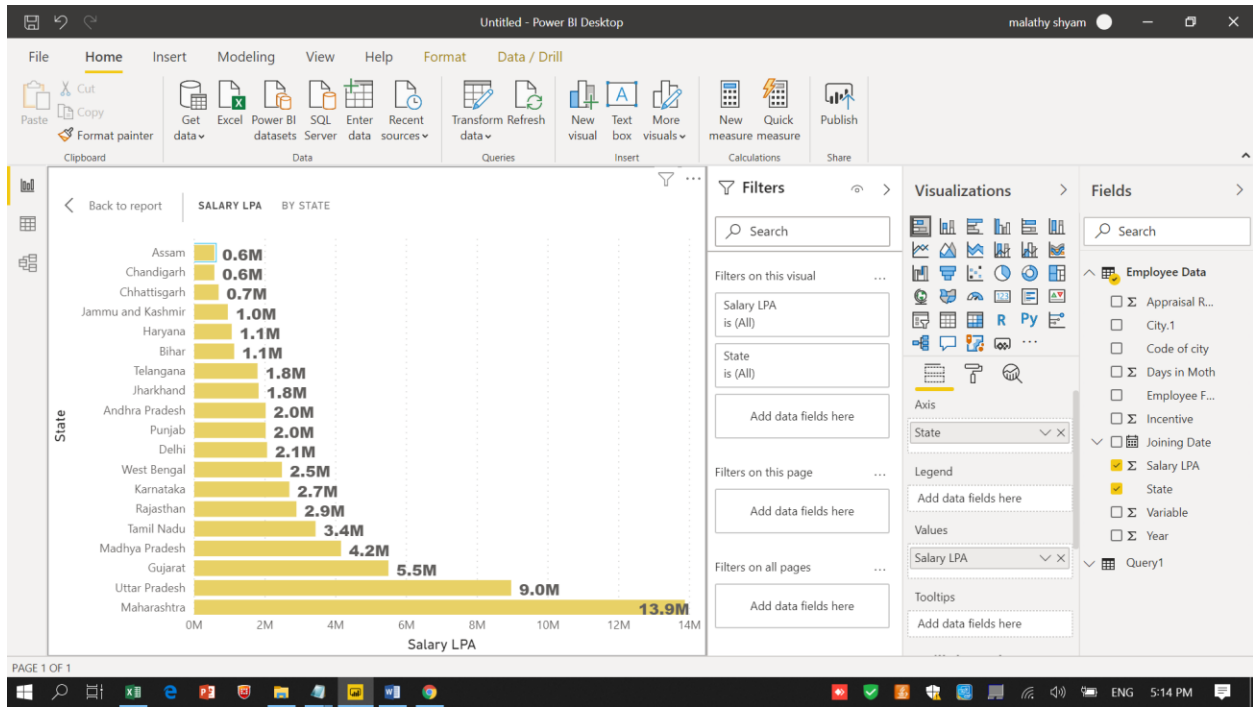 Untitled - Power BI Desktop
malathy shyam
File Home Insert Modeling View Help Format Data / Drill
Paste
Cut
Copy
Format painter
Clipboard
Get data
Excel
Power BI datasets
SQL Server
Enter data
Recent sources
Data
Transform data
Refresh
Queries
New visual
Text box
More visuals
Insert
New measure
Quick measure
Calculations
Publish
Share
Back to report
SALARY LPA BY STATE
State
Assam 0.6M
Chandigarh 0.6M
Chhattisgarh 0.7M
Jammu and Kashmir 1.0M
Haryana 1.1M
Bihar 1.1M
Telangana 1.8M
Jharkhand 1.8M
Andhra Pradesh 2.0M
Punjab 2.0M
Delhi 2.1M
West Bengal 2.5M
Karnataka 2.7M
Rajasthan 2.9M
Tamil Nadu 3.4M
Madhya Pradesh 4.2M
Gujarat 5.5M
Uttar Pradesh 9.0M
Maharashtra 13.9M
0M 2M 4M 6M 8M 10M 12M 14M
Salary LPA
Filters
Search
Filters on this visual
Salary LPA
is (All)
State
is (All)
Add data fields here
Filters on this page
Add data fields here
Filters on all pages
Add data fields here
Visualizations
123
R Py
Axis
State
Legend
Add data fields here
Values
Salary LPA
Tooltips
Add data fields here
Fields
Search
Employee Data
Σ Appraisal R...
City.1
Code of city
Σ Days in Moth
Employee F...
Σ Incentive
Joining Date
Σ Salary LPA
State
Σ Variable
Σ Year
Query1
PAGE 1 OF 1
ENG 5:14 PM